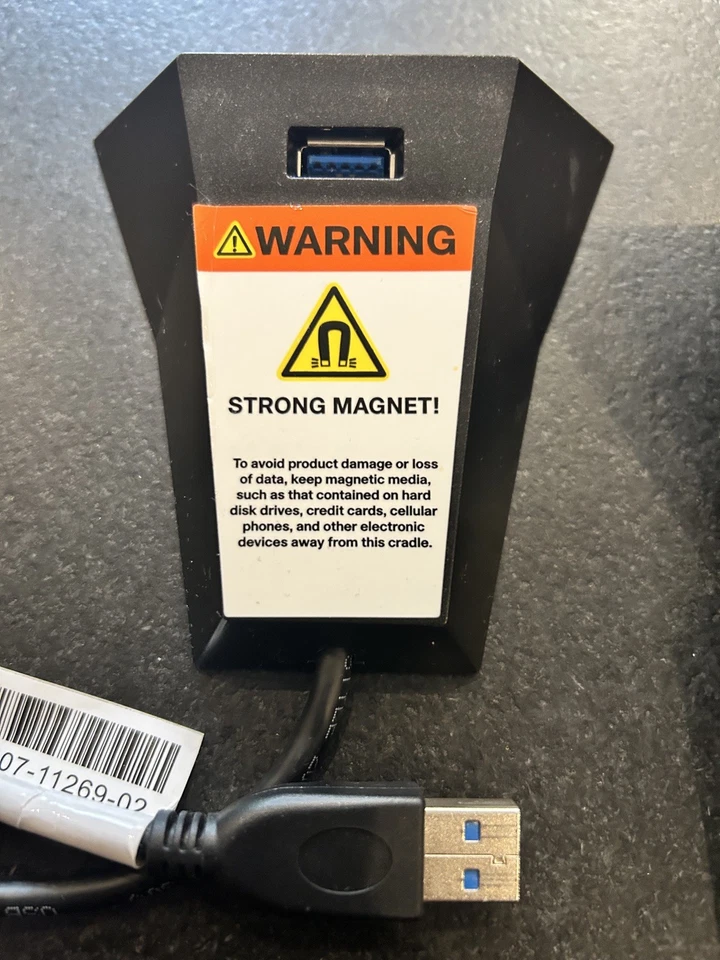 WARNING
STRONG MAGNET!
To avoid product damage or loss
of data, keep magnetic media,
such as that contained on hard
disk drives, credit cards, cellular
phones, and other electronic
devices away from this cradle.
07-11269-02